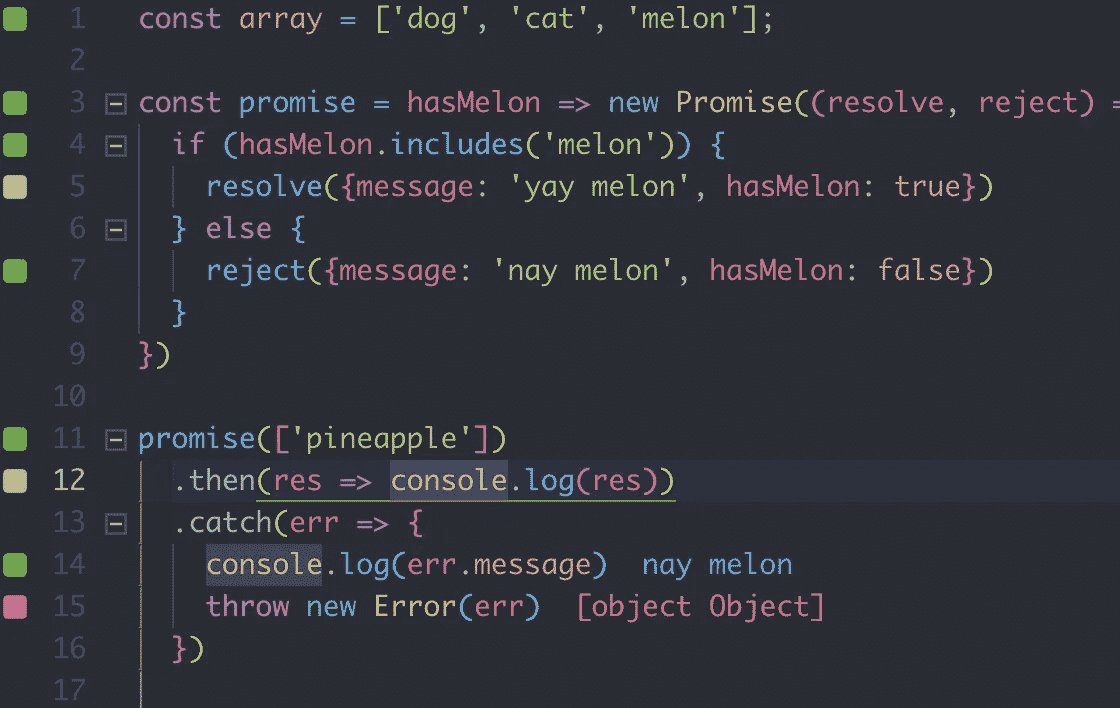 1 const array = ['dog', 'cat', 'melon'];
2
3 const promise = hasMelon => new Promise((resolve, reject) =
4 if (hasMelon.includes('melon')) {
5 resolve({message: 'yay melon', hasMelon: true})
6 } else {
7 reject({message: 'nay melon', hasMelon: false})
8 }
9 })
10
11 promise(['pineapple'])
12 .then(res => console.log(res))
13 .catch(err => {
14 console.log(err.message) nay melon
15 throw new Error(err) [object Object]
16 })
17